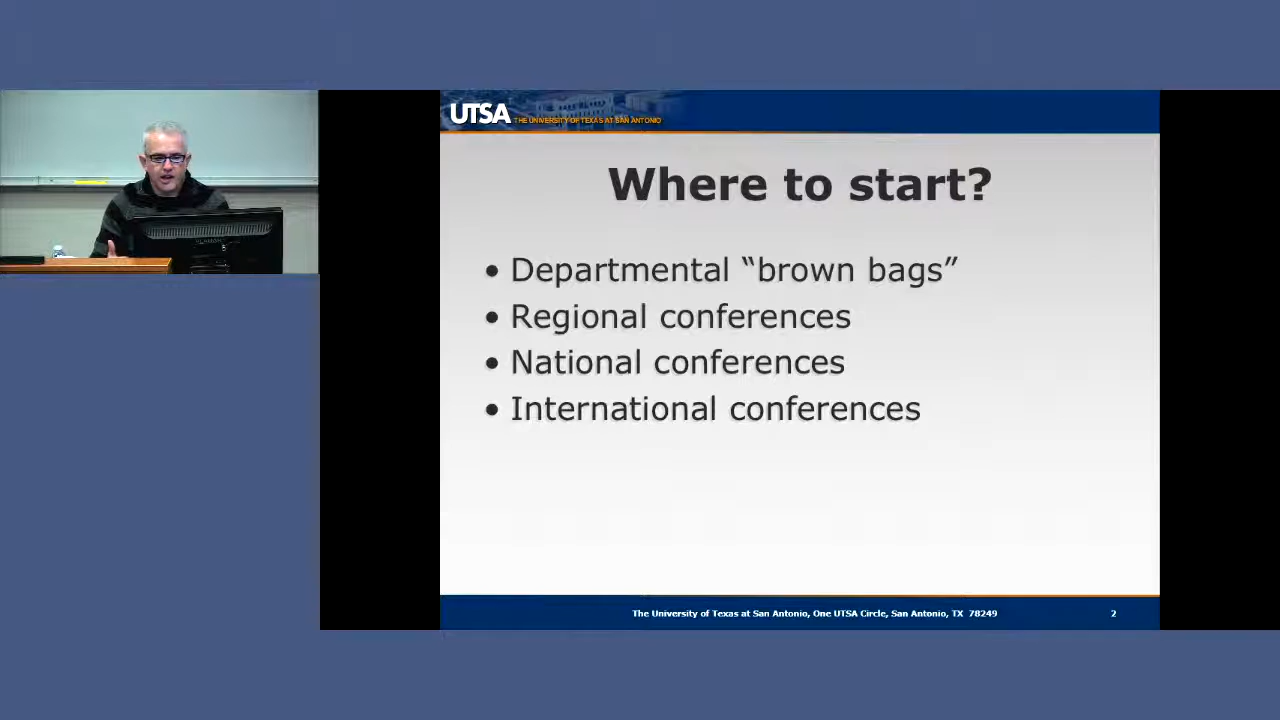 UTSA THE UNIVERSITY OF TEXAS AT SAN ANTONIO
Where to start?
• Departmental “brown bags”
• Regional conferences
• National conferences
• International conferences
The University of Texas at San Antonio, One UTSA Circle, San Antonio, TX 78249 2